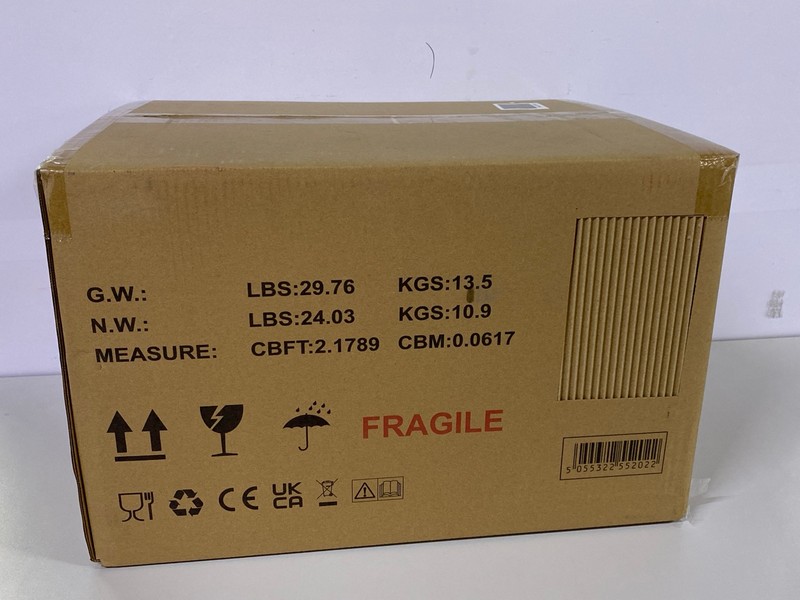 G.W.: LBS:29.76 KGS:13.5
N.W.: LBS:24.03 KGS:10.9
MEASURE: CBFT:2.1789 CBM:0.0617
FRAGILE
CE UK
CA
5 055322 552022